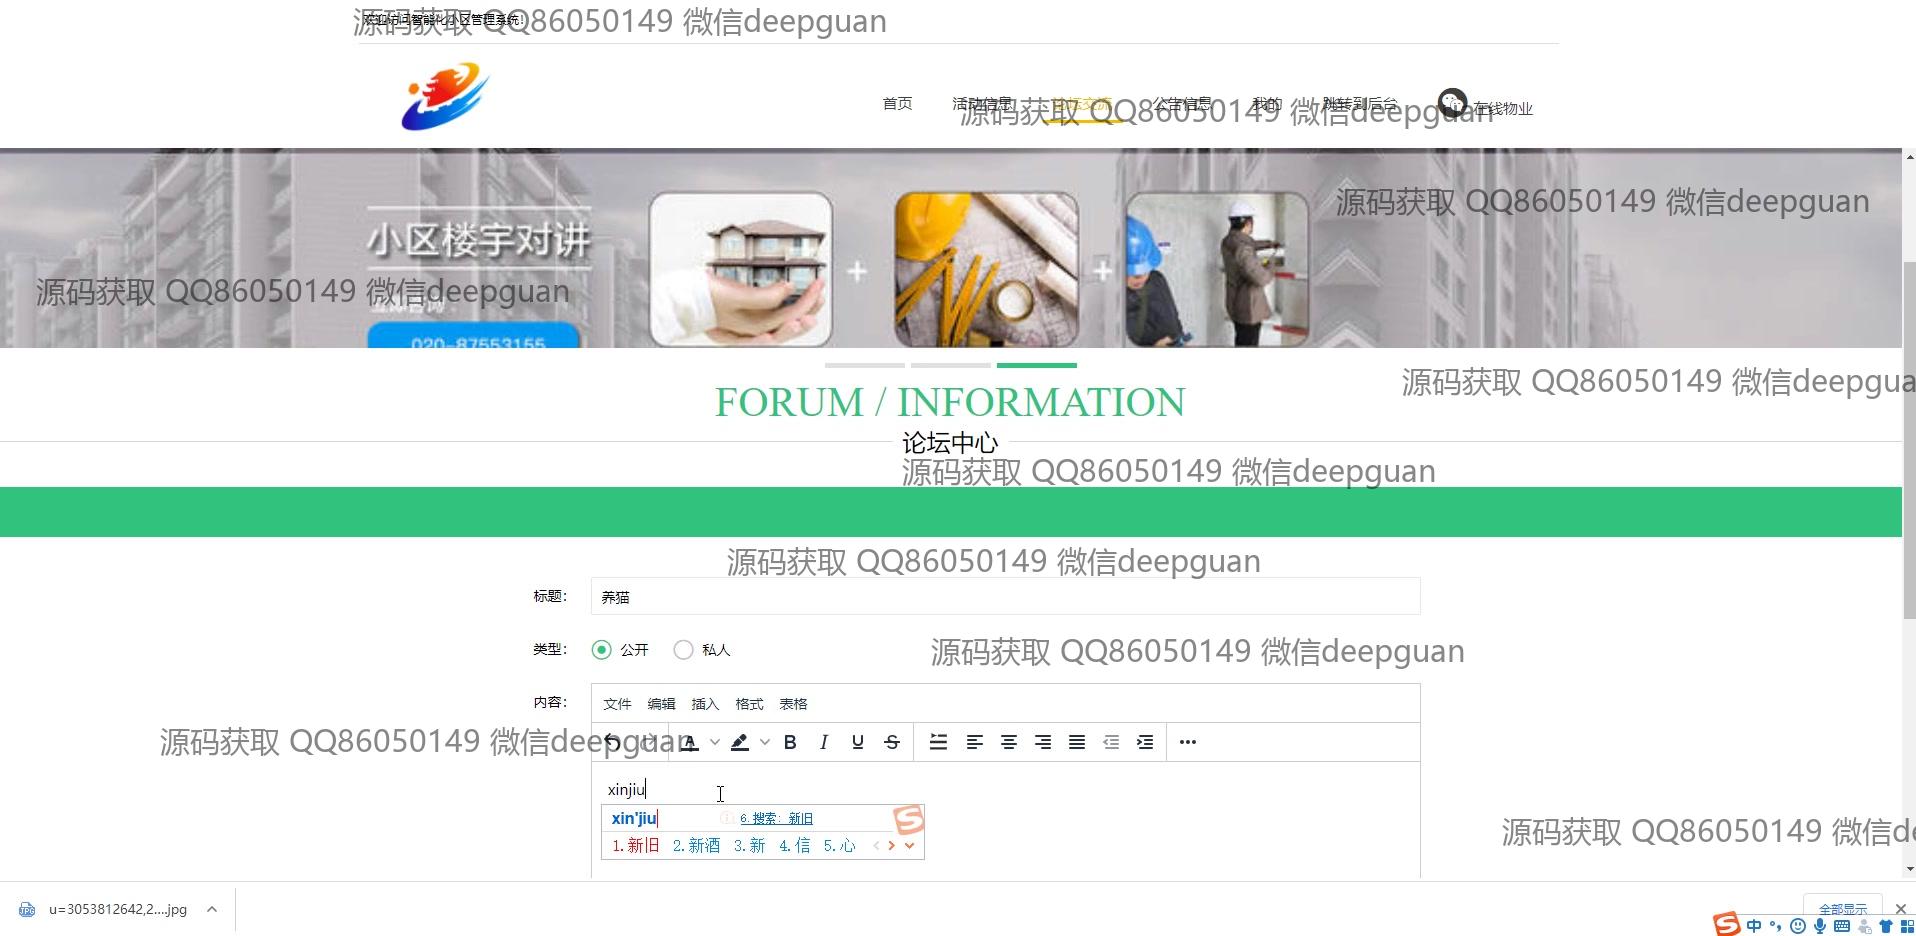 欢迎访问智能化小区管理系统!
源码获取 QQ86050149 微信deepguan
首页 活动信息 论坛交流 公告信息 我的 跳转到后台 在线物业
源码获取 QQ86050149 微信deepguan
源码获取 QQ86050149 微信deepguan
小区楼宇对讲
源码获取 QQ86050149 微信deepguan
020-87553155
源码获取 QQ86050149 微信deepgua
FORUM / INFORMATION
论坛中心
源码获取 QQ86050149 微信deepguan
源码获取 QQ86050149 微信deepguan
标题: 养猫
类型: 公开 私人
源码获取 QQ86050149 微信deepguan
内容: 文件 编辑 插入 格式 表格
源码获取 QQ86050149 微信deepguan
A B I U S
xinjiu
xin'jiu 6.搜索: 新旧
1.新旧 2.新酒 3.新 4.信 5.心
源码获取 QQ86050149 微信de
u=3053812642,2....jpg
全部显示
中